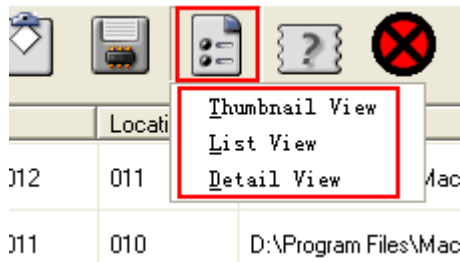 ?
Thumbnail View
Locati
List View
012 011 Detail View Mac
011 010 D:\Program Files\Mac